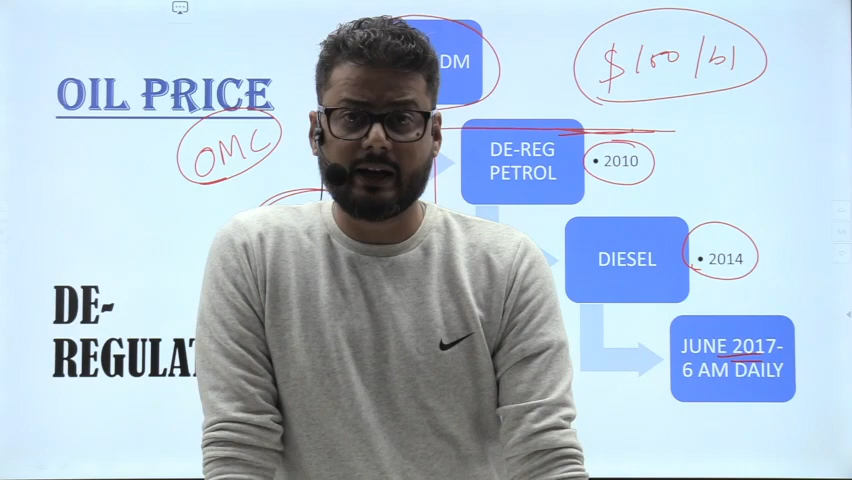 DM
$100/bl
OIL PRICE
OMC
DE-REG
PETROL
• 2010
DIESEL
• 2014
DE-
REGULAT
JUNE 2017-
6 AM DAILY